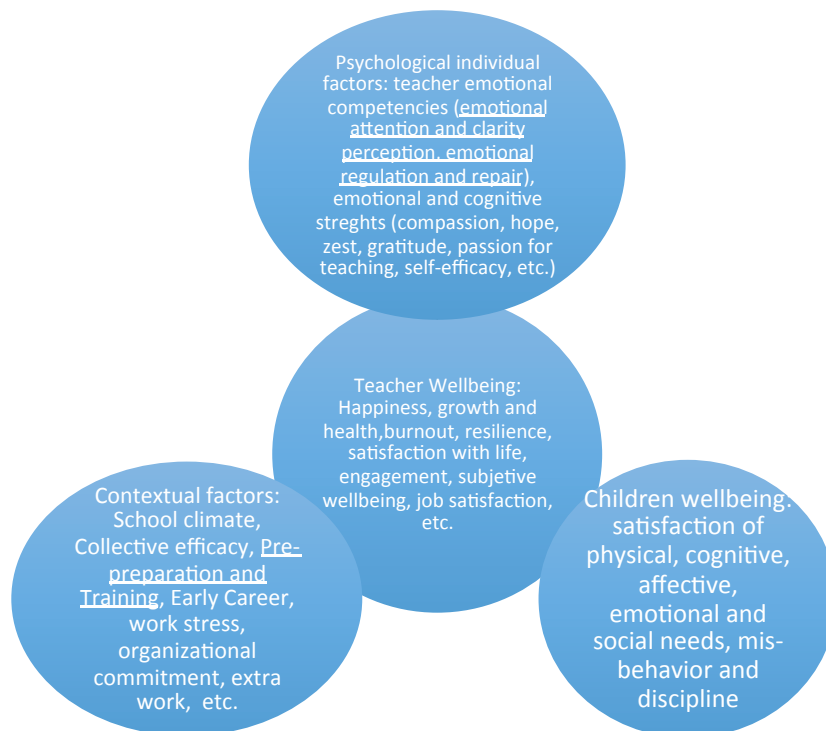 Psychological individual
factors: teacher emotional
competencies (emotional
attention and clarity
perception, emotional
regulation and repair),
emotional and cognitive
streghts (compassion, hope,
zest, gratitude, passion for
teaching, self-efficacy, etc.)
Teacher Wellbeing:
Happiness, growth and
health,burnout, resilience,
satisfaction with life,
engagement, subjetive
wellbeing, job satisfaction,
etc.
Contextual factors:
School climate,
Collective efficacy, Pre-
preparation and
Training, Early Career,
work stress,
organizational
commitment, extra
work, etc.
Children wellbeing:
satisfaction of
physical, cognitive,
affective,
emotional and
social needs, mis-
behavior and
discipline